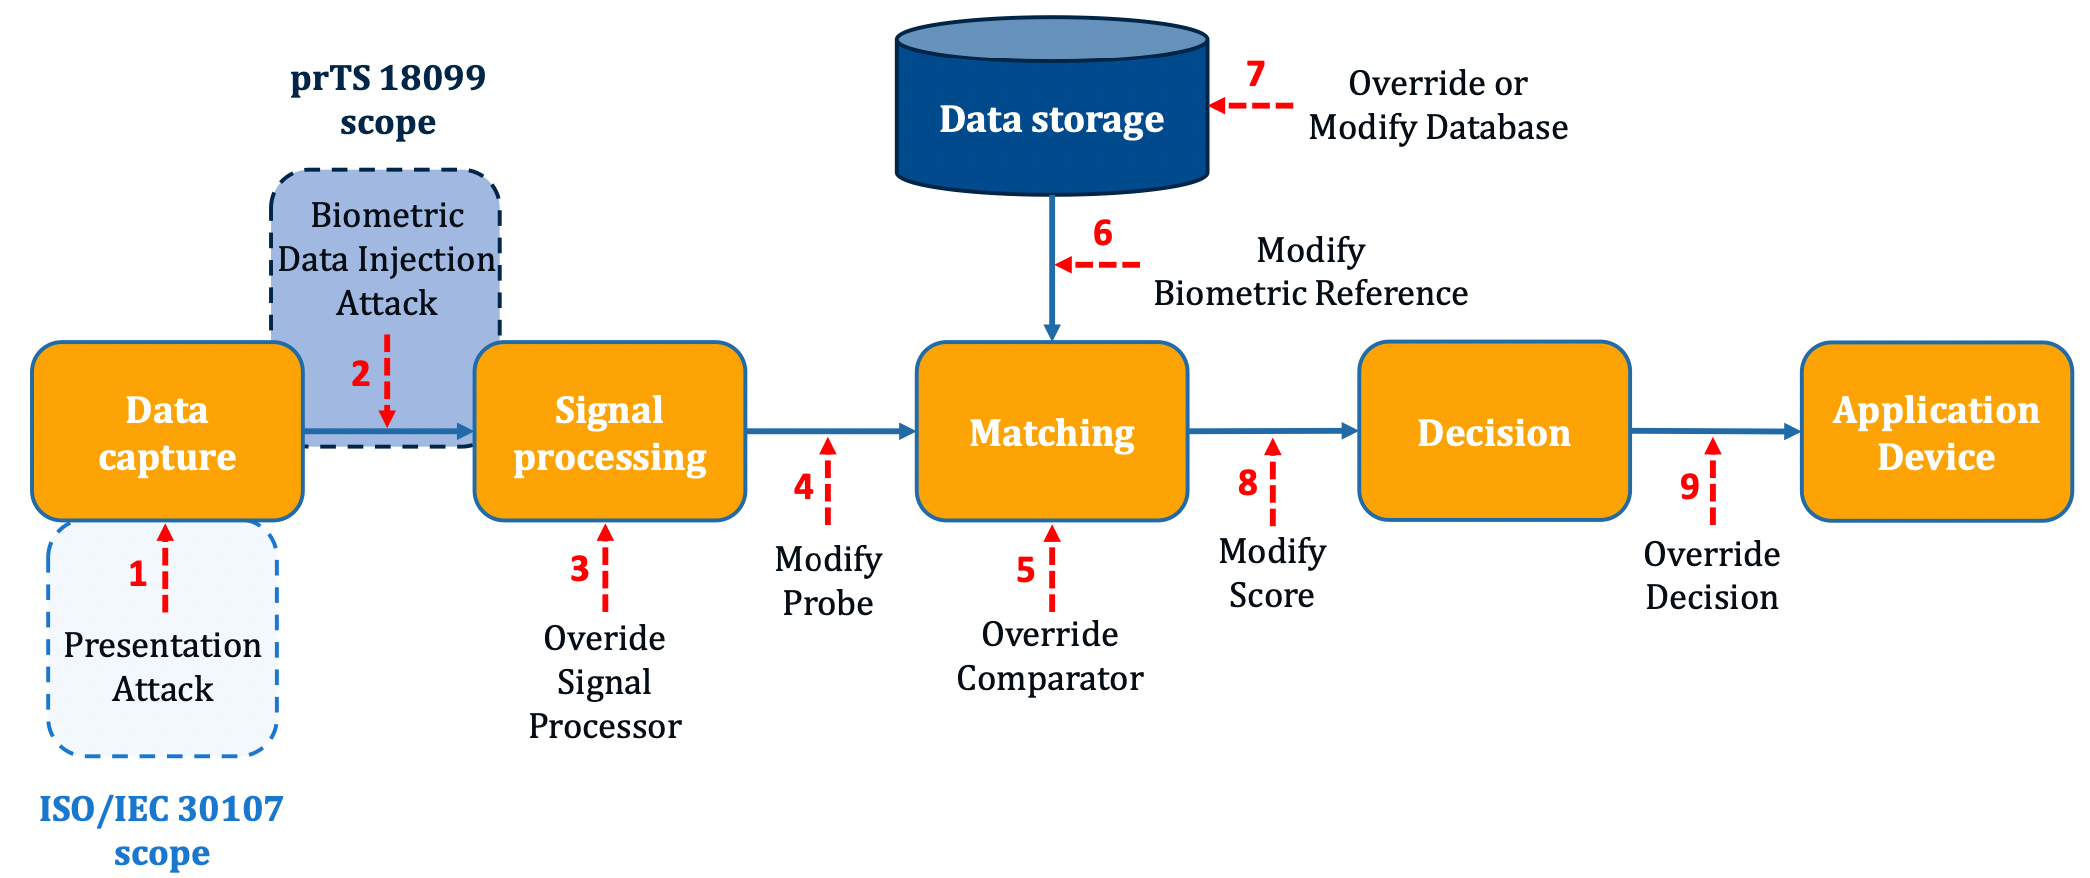 prTS 18099
scope
Data storage
7
Override or
Modify Database
Biometric
Data Injection
Attack
6
Modify
Biometric Reference
2
Data
capture
Signal
processing
Matching
Decision
Application
Device
1
Presentation
Attack
3
Overide
Signal
Processor
4
Modify
Probe
5
Override
Comparator
8
Modify
Score
9
Override
Decision
ISO/IEC 30107
scope